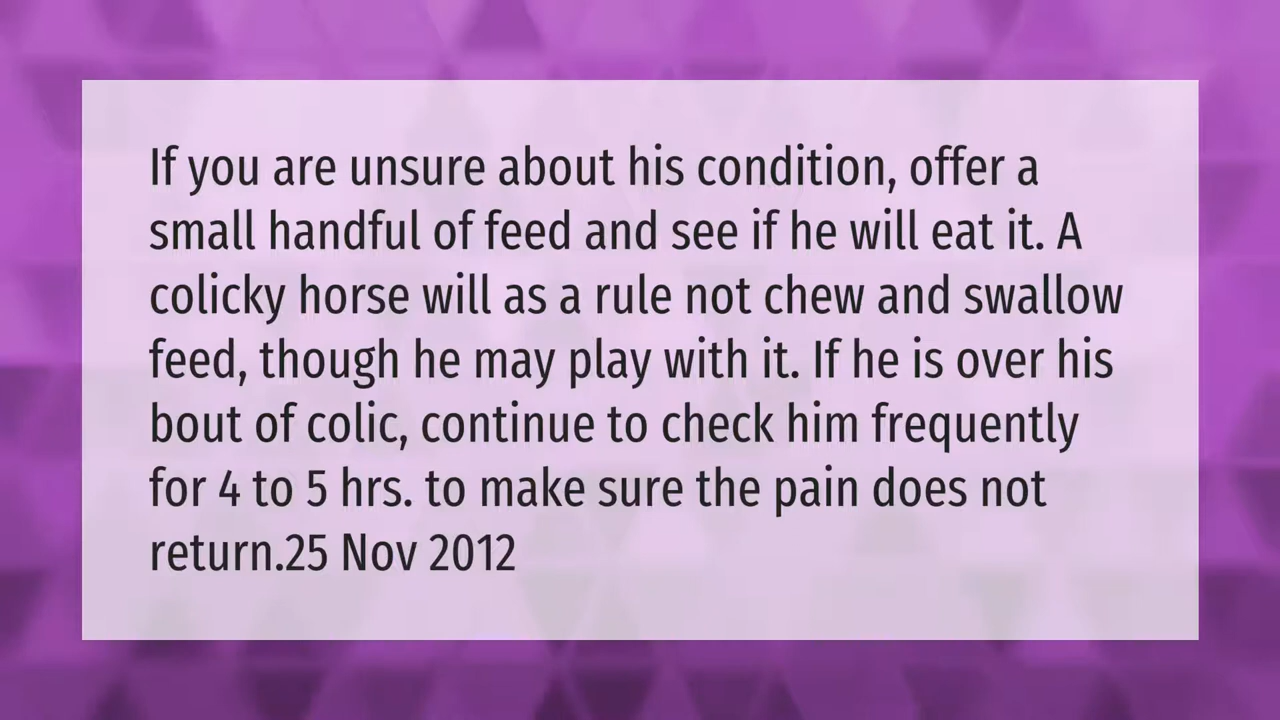 If you are unsure about his condition, offer a
small handful of feed and see if he will eat it. A
colicky horse will as a rule not chew and swallow
feed, though he may play with it. If he is over his
bout of colic, continue to check him frequently
for 4 to 5 hrs. to make sure the pain does not
return.25 Nov 2012